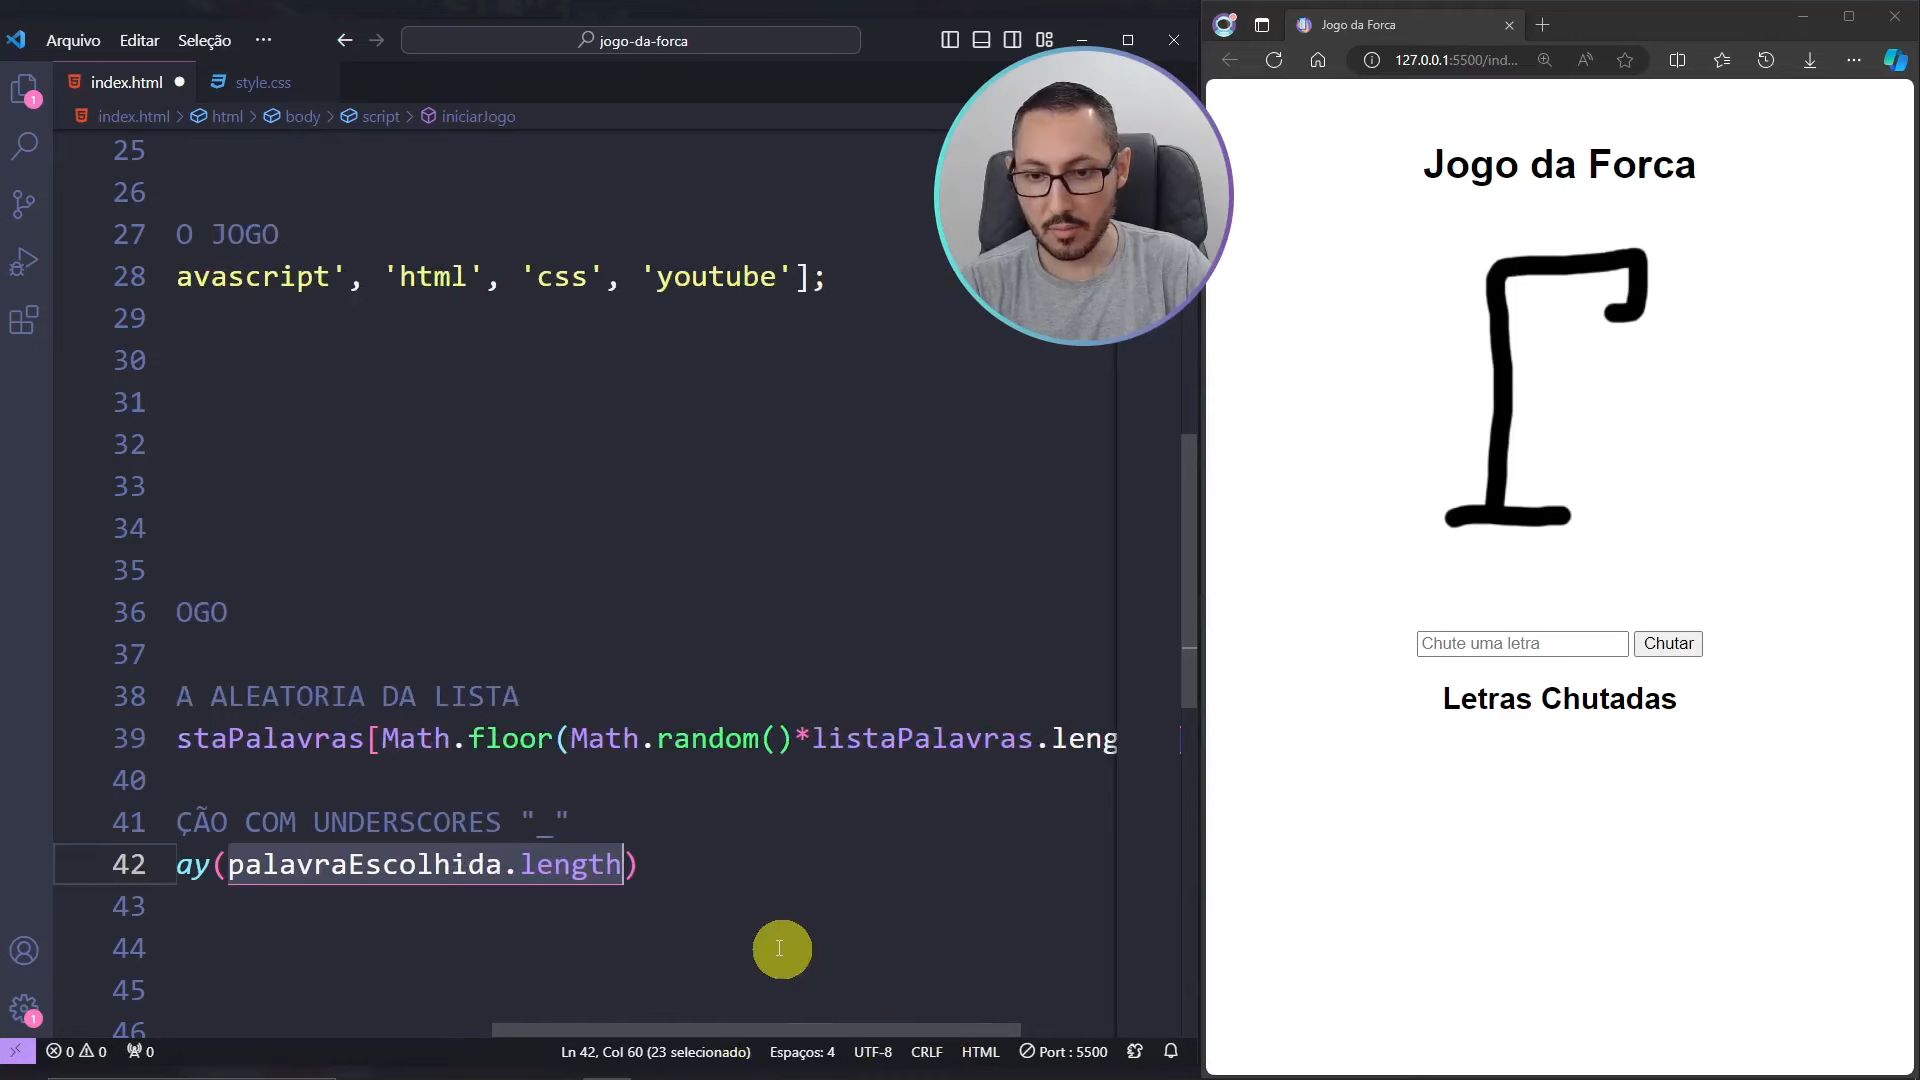 Arquivo Editar Seleção ···
jogo-da-forca
Jogo da Forca
127.0.0.1:5500/ind...
index.html
style.css
index.html > html > body > script > iniciarJogo
25
26
27 O JOGO
28 avascript', 'html', 'css', 'youtube'];
29
30
31
32
33
34
35
36 OGO
37
38 A ALEATORIA DA LISTA
39 staPalavras[Math.floor(Math.random()*listaPalavras.leng
40
41 ÇÃO COM UNDERSCORES "_"
42 ay(palavraEscolhida.length)
43
44
45
46
1
1
0 0 0
Ln 42, Col 60 (23 selecionado) Espaços: 4 UTF-8 CRLF HTML Port : 5500
Jogo da Forca
Chute uma letra Chutar
Letras Chutadas